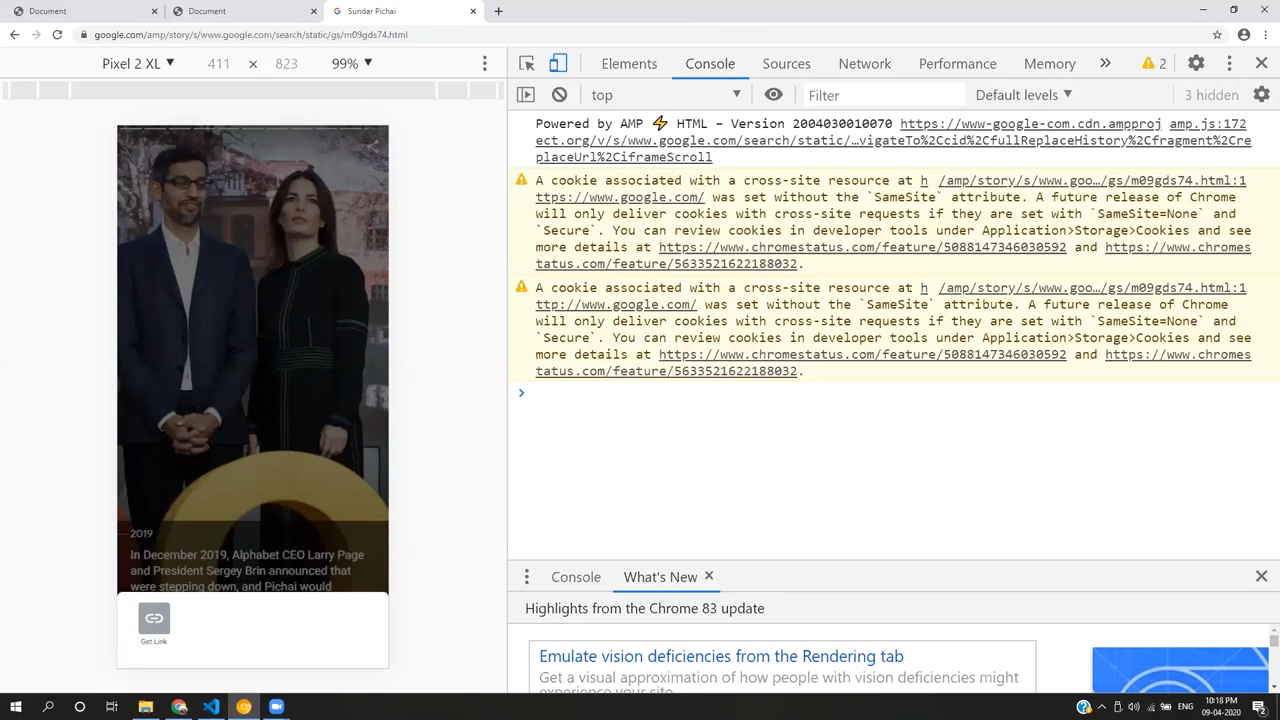 Document
Document
Sundar Pichai
google.com/amp/story/s/www.google.com/search/static/gs/m09gds74.html
Pixel 2 XL ▼ 411 × 823 99% ▼
Elements Console Sources Network Performance Memory » 2
top ▼ Filter Default levels ▼ 3 hidden
Powered by AMP ⚡ HTML – Version 2004030010070 https://www-google-com.cdn.ampproj amp.js:172
ect.org/v/s/www.google.com/search/static/…vigateTo%2Ccid%2CfullReplaceHistory%2Cfragment%2Cre
placeUrl%2CiframeScroll
A cookie associated with a cross-site resource at h /amp/story/s/www.goo…/gs/m09gds74.html:1
ttps://www.google.com/ was set without the `SameSite` attribute. A future release of Chrome
will only deliver cookies with cross-site requests if they are set with `SameSite=None` and
`Secure`. You can review cookies in developer tools under Application>Storage>Cookies and see
more details at https://www.chromestatus.com/feature/5088147346030592 and https://www.chromes
tatus.com/feature/5633521622188032.
A cookie associated with a cross-site resource at h /amp/story/s/www.goo…/gs/m09gds74.html:1
ttp://www.google.com/ was set without the `SameSite` attribute. A future release of Chrome
will only deliver cookies with cross-site requests if they are set with `SameSite=None` and
`Secure`. You can review cookies in developer tools under Application>Storage>Cookies and see
more details at https://www.chromestatus.com/feature/5088147346030592 and https://www.chromes
tatus.com/feature/5633521622188032.
2019
In December 2019, Alphabet CEO Larry Page
and President Sergey Brin announced that
were stepping down, and Pichai would
Get Link
Console What's New
Highlights from the Chrome 83 update
Emulate vision deficiencies from the Rendering tab
Get a visual approximation of how people with vision deficiencies might
experience your site.
ENG
10:18 PM
09-04-2020
2